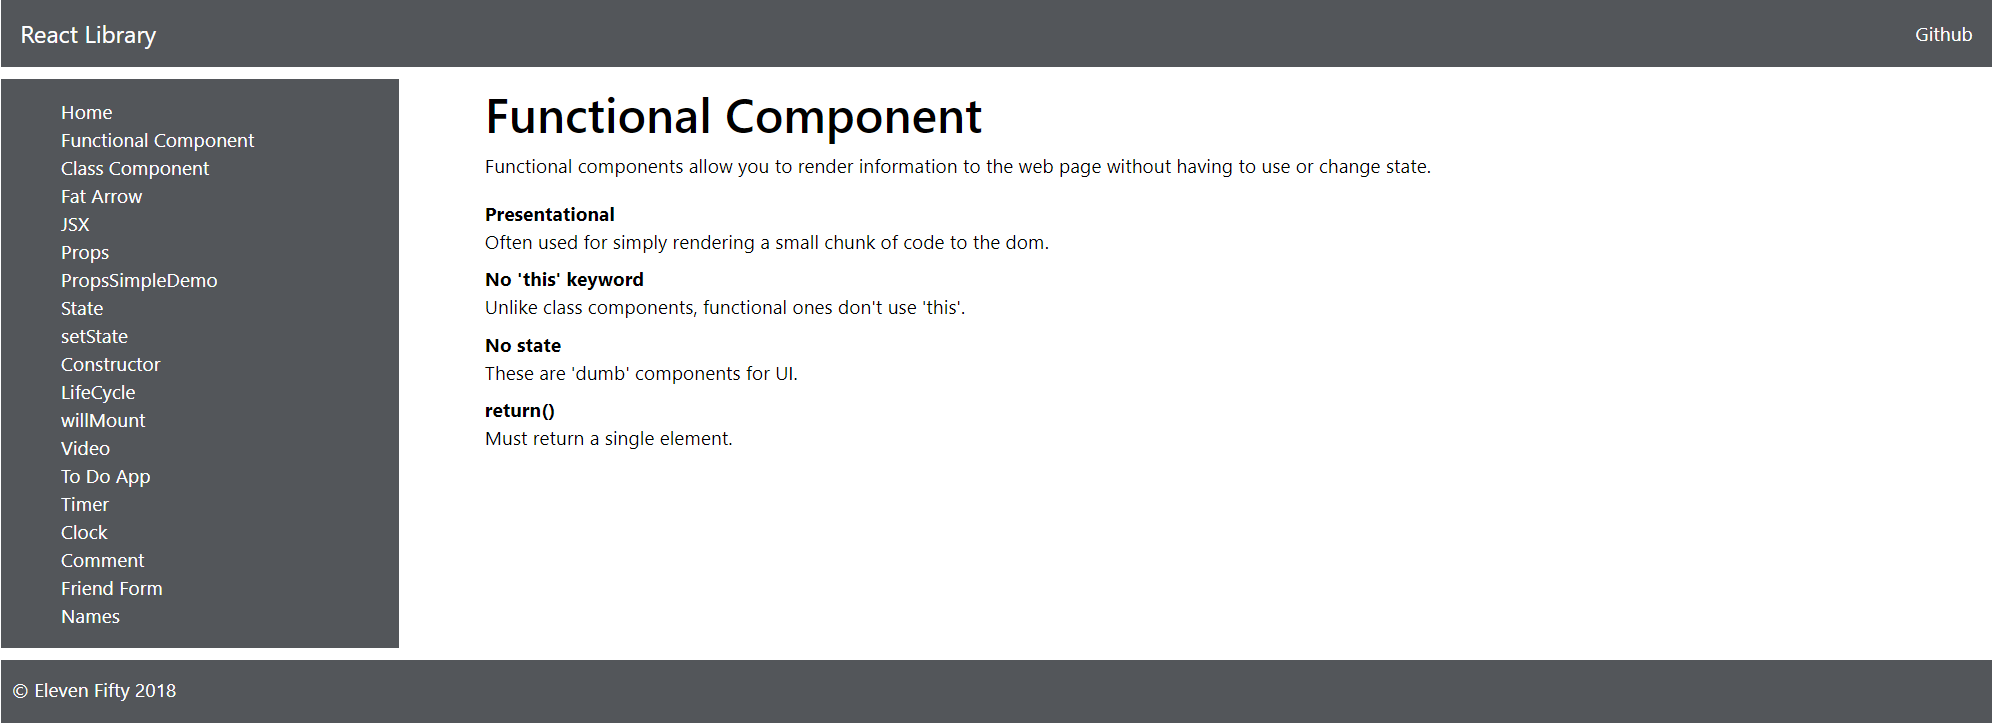 React Library
Github
Home
Functional Component
Class Component
Fat Arrow
JSX
Props
PropsSimpleDemo
State
setState
Constructor
LifeCycle
willMount
Video
To Do App
Timer
Clock
Comment
Friend Form
Names
Functional Component
Functional components allow you to render information to the web page without having to use or change state.
Presentational
Often used for simply rendering a small chunk of code to the dom.
No 'this' keyword
Unlike class components, functional ones don't use 'this'.
No state
These are 'dumb' components for UI.
return()
Must return a single element.
© Eleven Fifty 2018